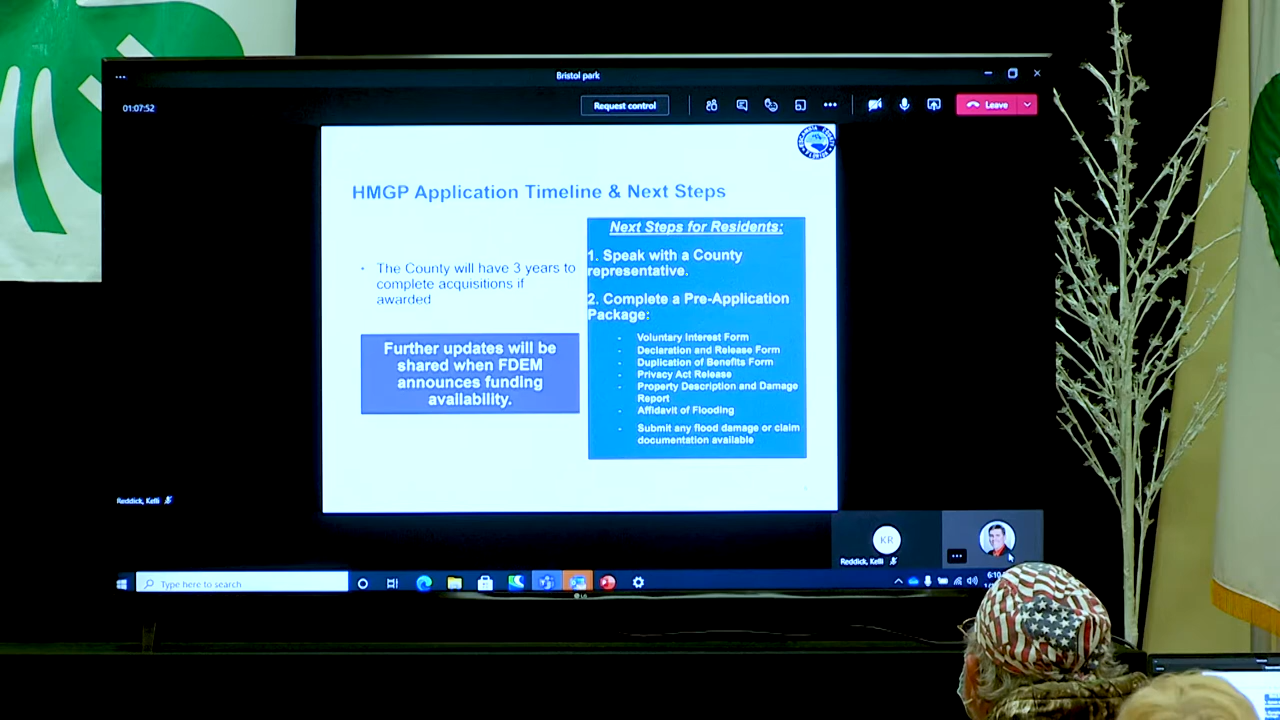 Bristol park
01:07:52
Request control
Leave
ESCAMBIA COUNTY
FLORIDA
HMGP Application Timeline & Next Steps
· The County will have 3 years to
complete acquisitions if
awarded
Further updates will be
shared when FDEM
announces funding
availability.
Next Steps for Residents:
1. Speak with a County
representative.
2. Complete a Pre-Application
Package:
- Voluntary Interest Form
- Declaration and Release Form
- Duplication of Benefits Form
- Privacy Act Release
- Property Description and Damage
Report
- Affidavit of Flooding
- Submit any flood damage or claim
documentation available
Reddick, Kelli
KR
Reddick, Kelli
Type here to search
LG